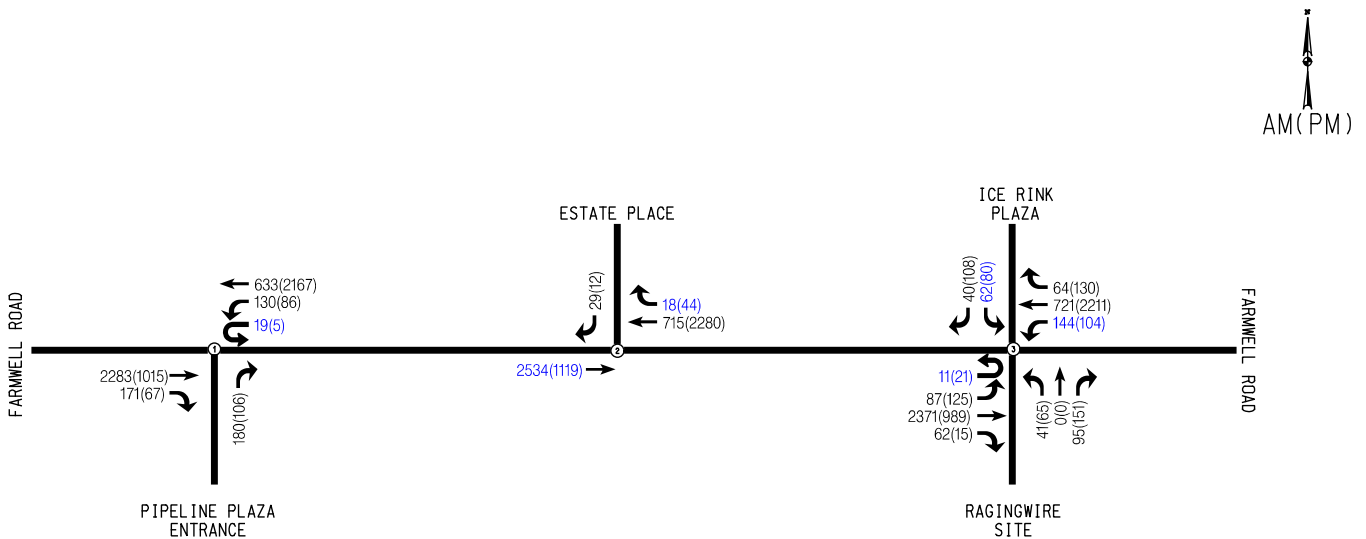 AM(PM)
ICE RINK
PLAZA
ESTATE PLACE
40(108)
62(80)
64(130)
721(2211)
144(104)
633(2167)
130(86)
19(5)
29(12)
18(44)
715(2280)
FARMWELL ROAD
FARMWELL ROAD
1
2
3
2283(1015)
171(67)
180(106)
2534(1119)
11(21)
87(125)
2371(989)
62(15)
41(65)
0(0)
95(151)
PIPELINE PLAZA
ENTRANCE
RAGINGWIRE
SITE